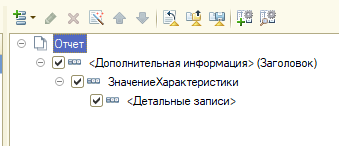 Отчет
<Дополнительная информация> (Заголовок)
ЗначениеХарактеристики
<Детальные записи>